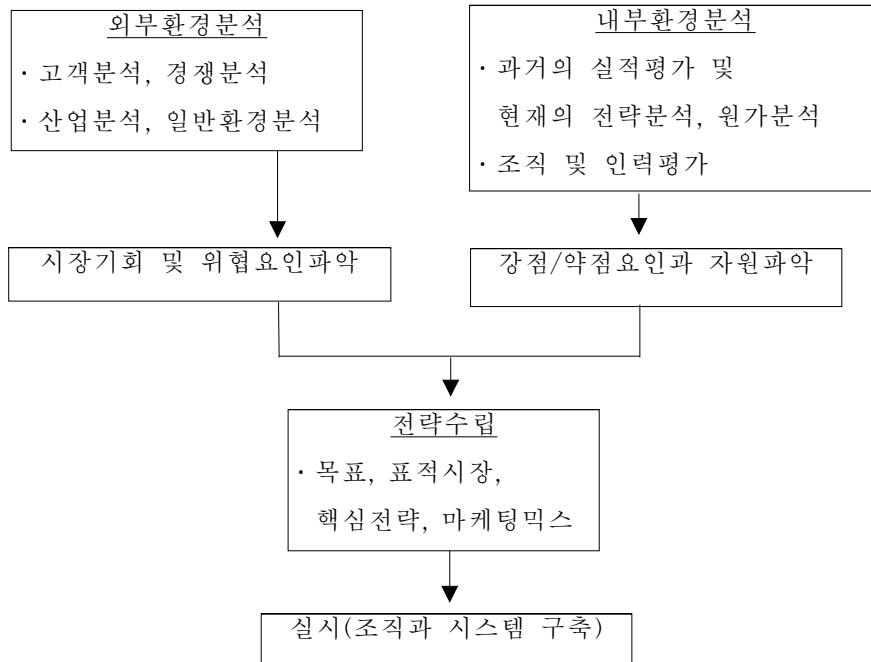 외부환경분석
· 고객분석, 경쟁분석
· 산업분석, 일반환경분석
내부환경분석
· 과거의 실적평가 및
현재의 전략분석, 원가분석
· 조직 및 인력평가
시장기회 및 위협요인파악
강점/약점요인과 자원파악
전략수립
· 목표, 표적시장,
핵심전략, 마케팅믹스
실시(조직과 시스템 구축)